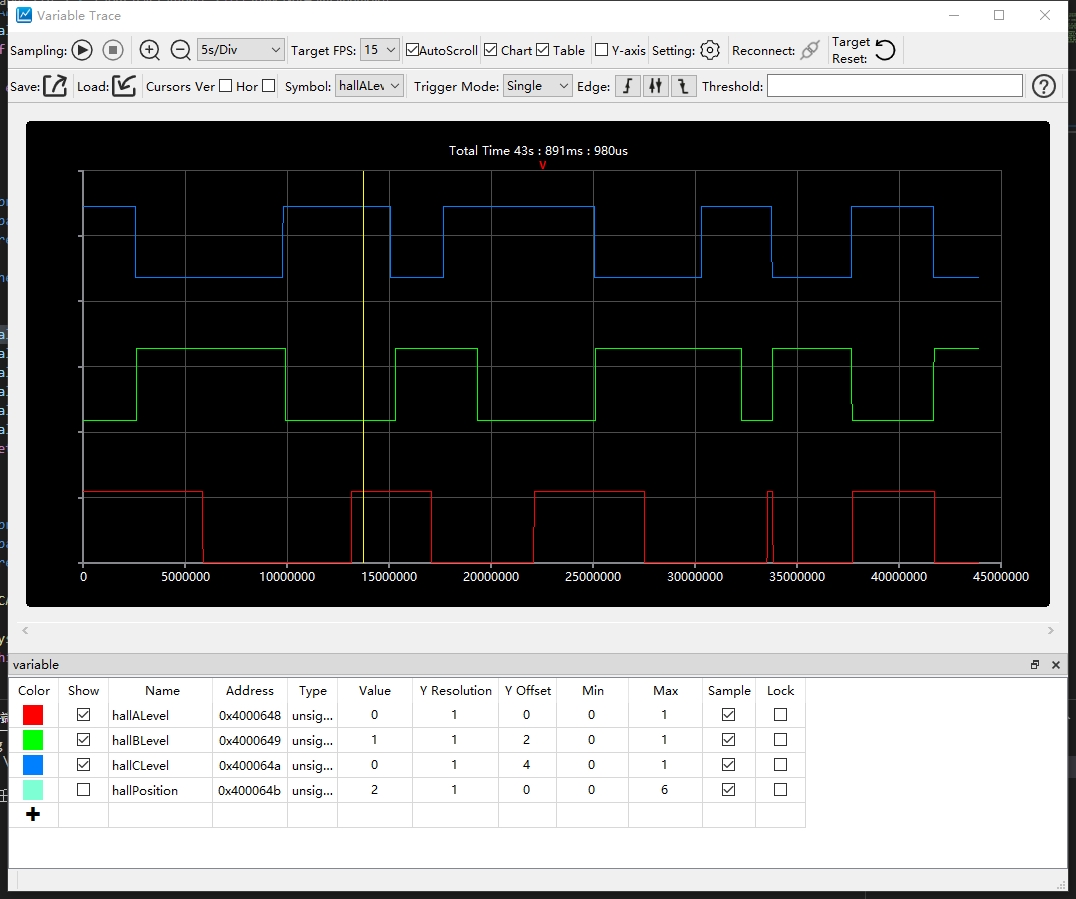 Variable Trace
Sampling: 5s/Div Target FPS: 15 AutoScroll Chart Table Y-axis Setting: Reconnect: Target Reset:
Save: Load: Cursors Ver Hor Symbol: hallALev Trigger Mode: Single Edge: Threshold:
Total Time 43s : 891ms : 980us
V
0 5000000 10000000 15000000 20000000 25000000 30000000 35000000 40000000 45000000
variable
Color Show Name Address Type Value Y Resolution Y Offset Min Max Sample Lock
hallALevel 0x4000648 unsig... 0 1 0 0 1
hallBLevel 0x4000649 unsig... 1 1 2 0 1
hallCLevel 0x400064a unsig... 0 1 4 0 1
hallPosition 0x400064b unsig... 2 1 0 0 6